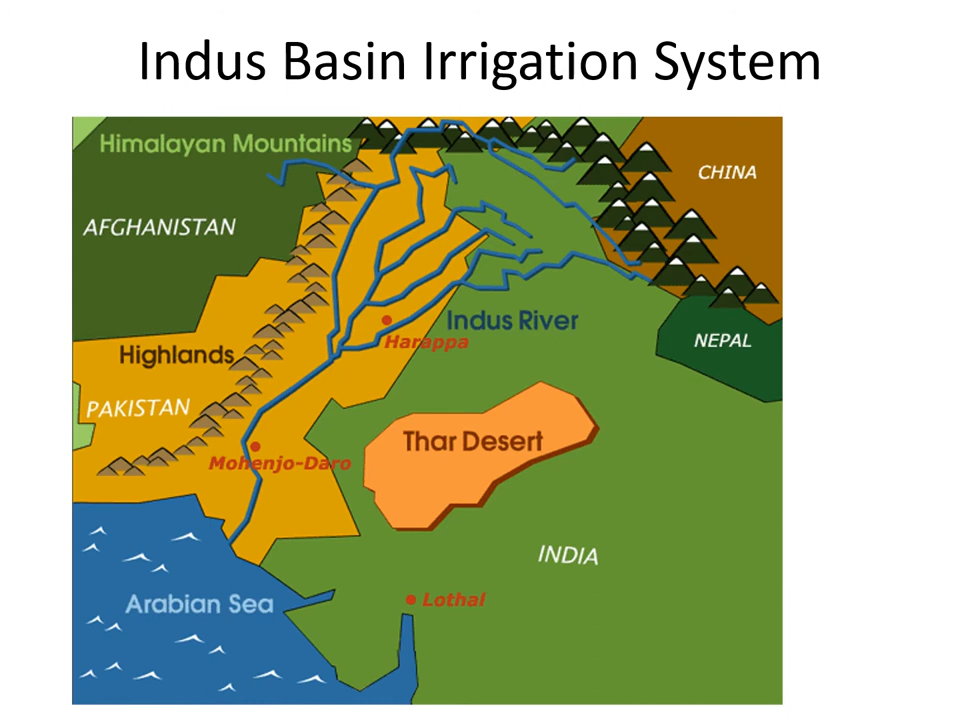 Indus Basin Irrigation System
Himalayan Mountains
CHINA
AFGHANISTAN
Indus River
Harappa
NEPAL
Highlands
PAKISTAN
Thar Desert
Mohenjo-Daro
INDIA
Arabian Sea
Lothal